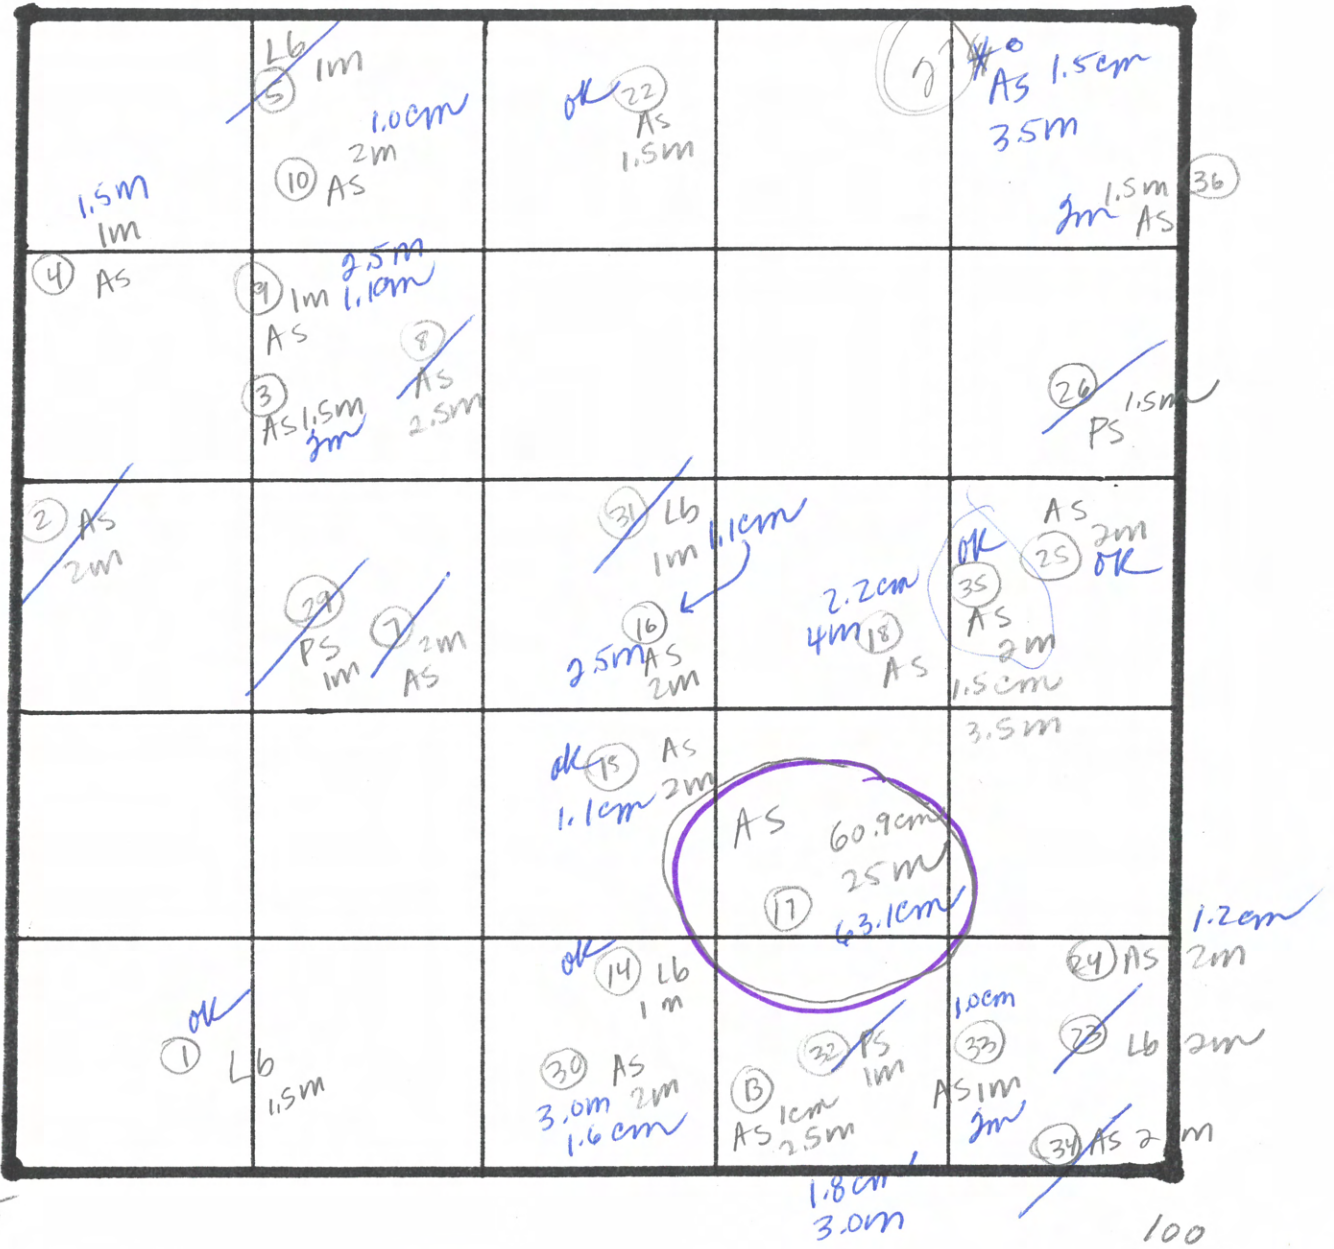 Lb
5 1m
1.0cm
2m
10 AS
1.5m
1m
ok 22
AS
1.5m
AS 1.5cm
3.5m
1.5m 36
2m AS
4 AS
2.5m
9 1m 1.1cm
AS
8
AS
2.5m
3
AS 1.5m
2m
26 1.5m
PS
2 AS
2m
29
PS
1m
7 2m
AS
31 Lb
1m 1.1cm
16
2.5m AS
2m
2.2cm
4m 18
AS
ok
35
AS
2m
1.5cm
3.5m
AS
2m
25 ok
ok 15 AS
1.1cm 2m
AS 60.9cm
25m
17 63.1cm
ok
1 Lb
1.5m
ok
14 Lb
1m
30 AS
3.0m 2m
1.6cm
32 PS
1m
13 1cm
AS 2.5m
1.8cm
3.0m
1.0cm
33
AS 1m
2m
1.2cm
24 AS 2m
23 Lb 2m
34 AS 2m
100